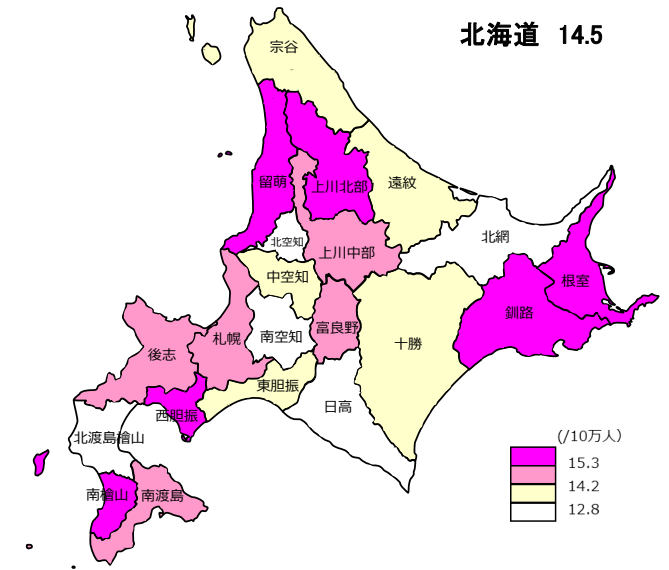 北海道 14.5
宗谷
留萌
上川北部
遠紋
北空知
上川中部
北網
中空知
根室
釧路
南空知
富良野
札幌
後志
十勝
東胆振
西胆振
日高
北渡島檜山
南檜山
南渡島
(/10万人)
15.3
14.2
12.8